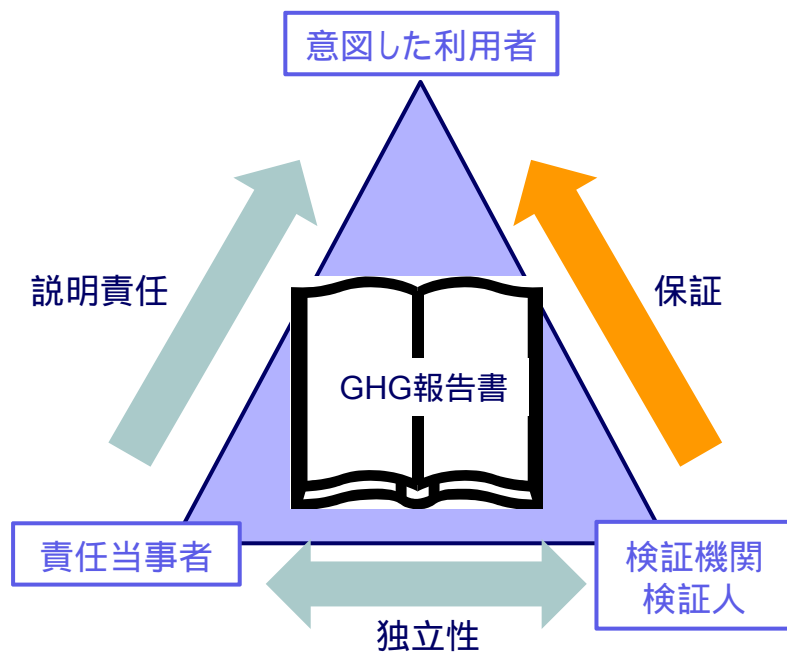 意図した利用者
説明責任
保証
GHG報告書
責任当事者
検証機関
検証人
独立性